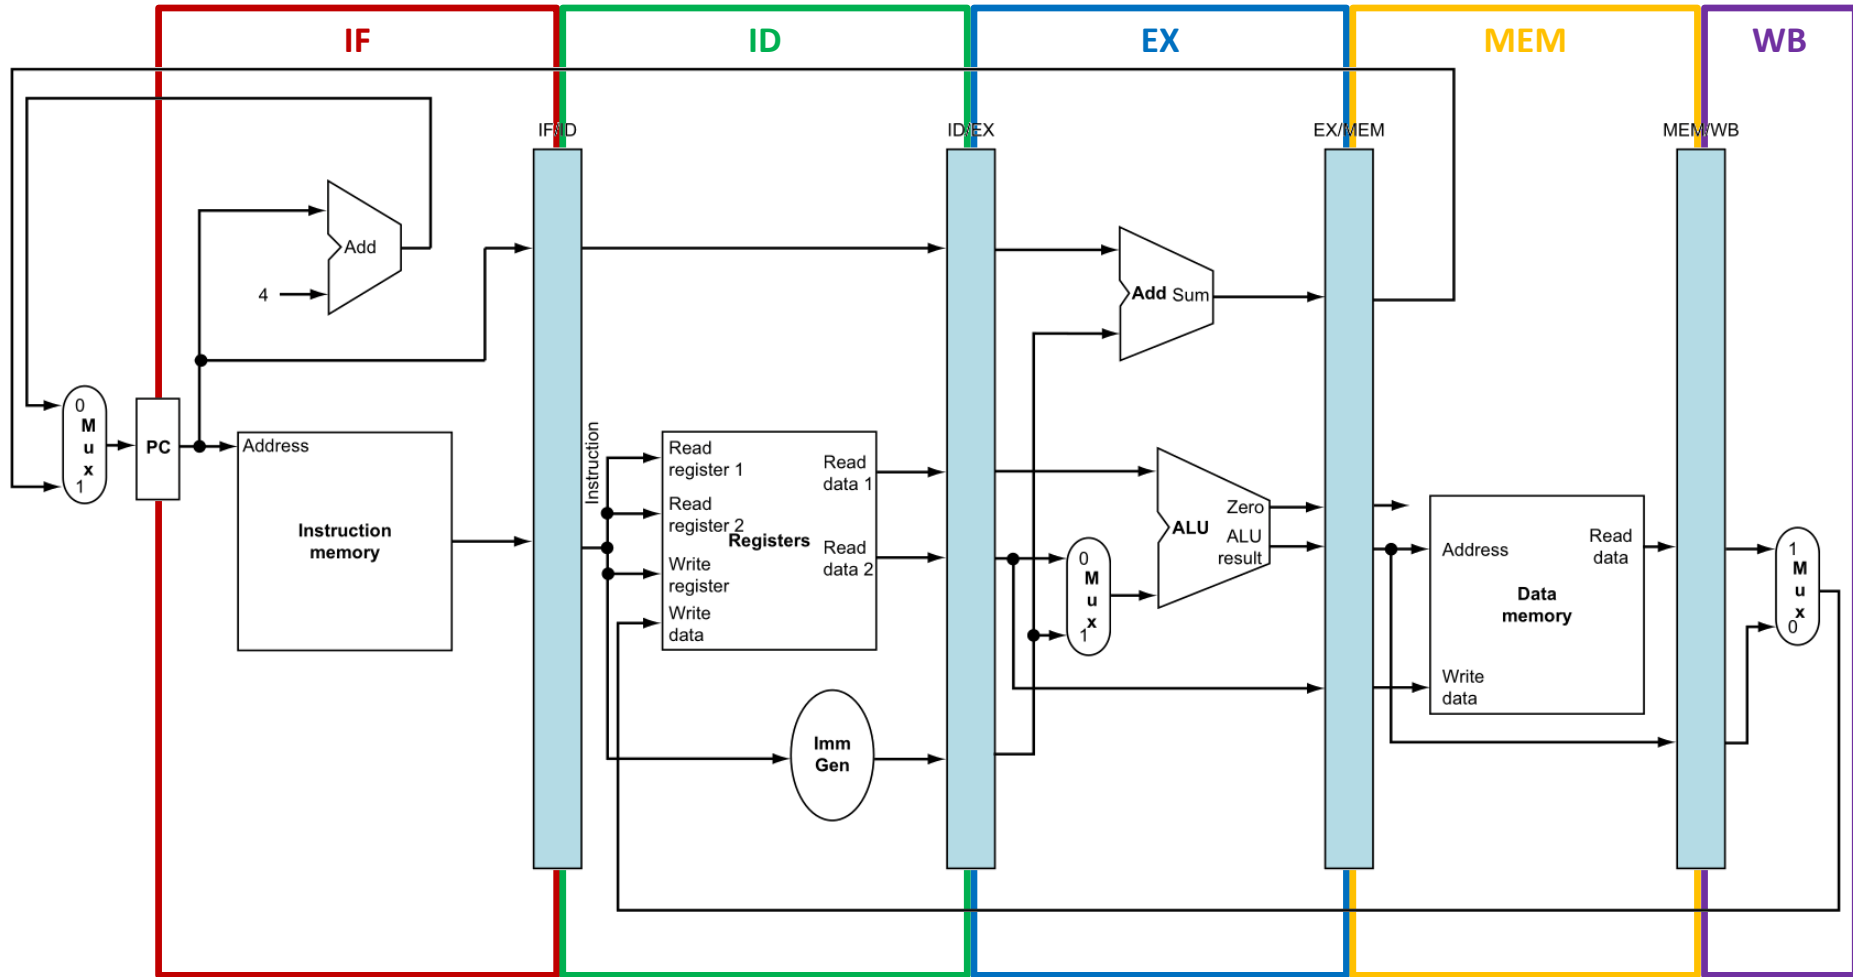 IF
ID
EX
MEM
WB
IF/ID
ID/EX
EX/MEM
MEM/WB
Add
4
0
M
u
x
1
PC
Address
Instruction
memory
Instruction
Read
register 1
Read
register 2
Write
register
Write
data
Registers
Read
data 1
Read
data 2
Imm
Gen
Add Sum
0
M
u
x
1
ALU
Zero
ALU
result
Address
Read
data
Data
memory
Write
data
1
M
u
x
0